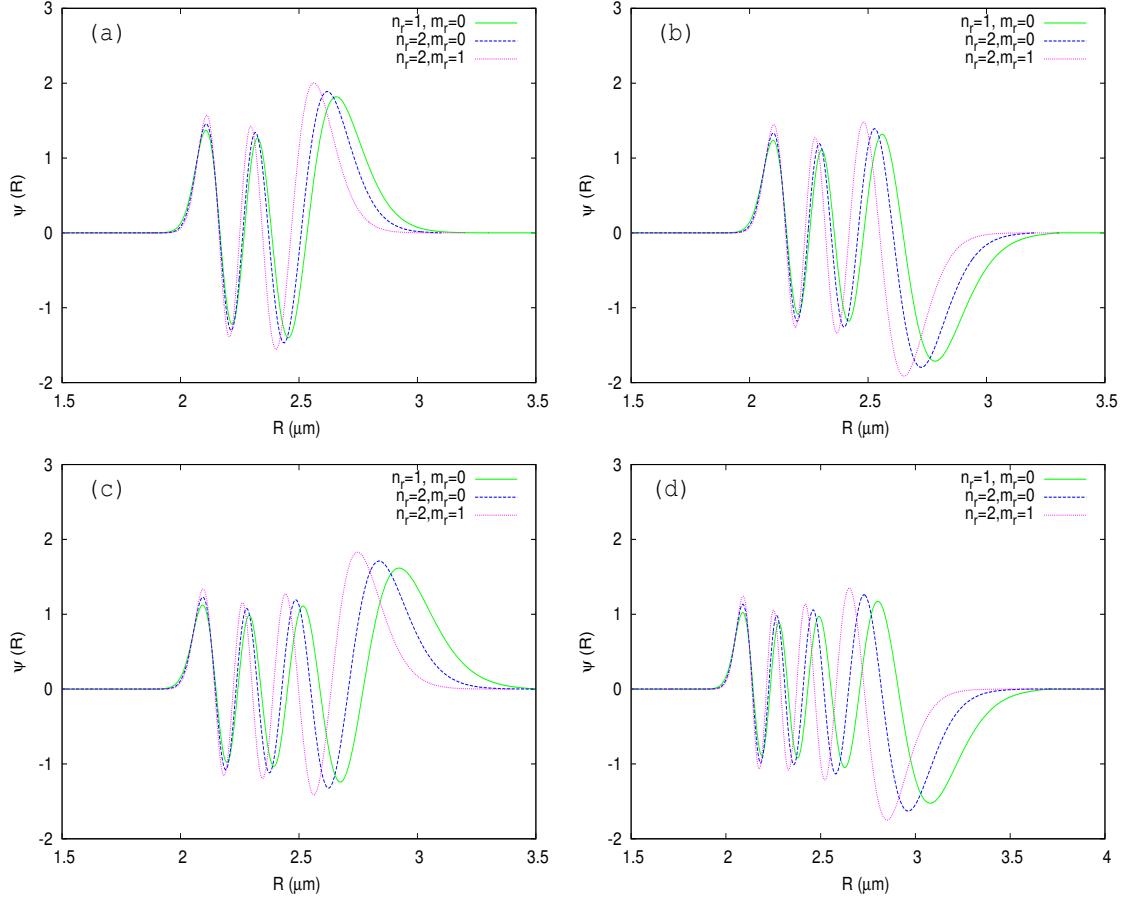 (a)
n_r=1, m_r=0
n_r=2,m_r=0
n_r=2,m_r=1
3
2
1
0
-1
-2
ψ (R)
1.5 2 2.5 3 3.5
R (μm)
(b)
n_r=1, m_r=0
n_r=2,m_r=0
n_r=2,m_r=1
3
2
1
0
-1
-2
ψ (R)
1.5 2 2.5 3 3.5
R (μm)
(c)
n_r=1, m_r=0
n_r=2,m_r=0
n_r=2,m_r=1
3
2
1
0
-1
-2
ψ (R)
1.5 2 2.5 3 3.5
R (μm)
(d)
n_r=1, m_r=0
n_r=2,m_r=0
n_r=2,m_r=1
3
2
1
0
-1
-2
ψ (R)
1.5 2 2.5 3 3.5 4
R (μm)